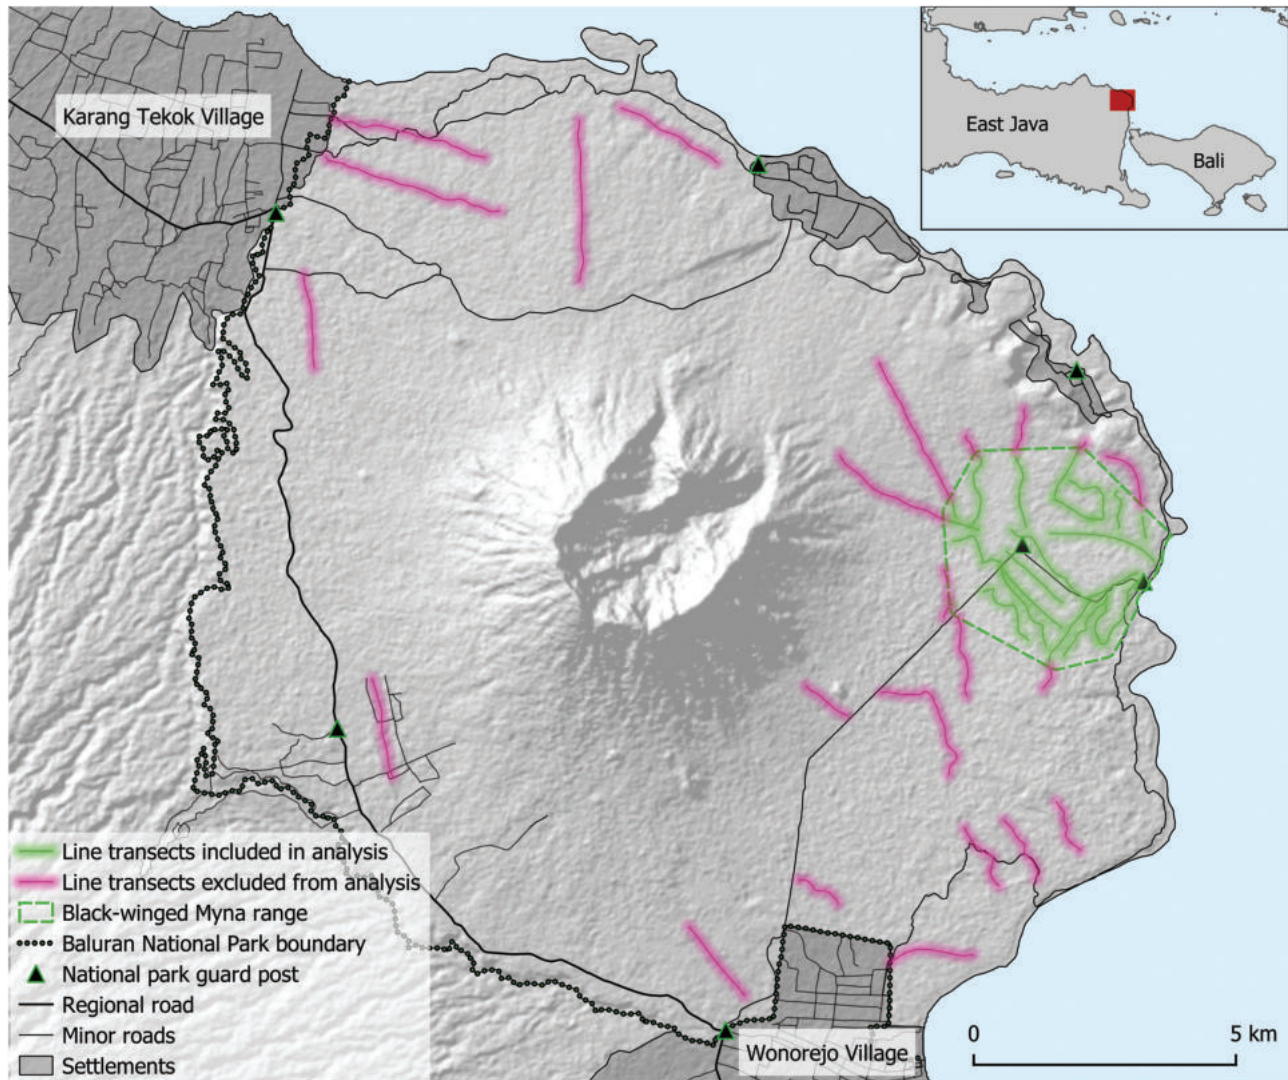 Karang Tekok Village
East Java
Bali
Line transects included in analysis
Line transects excluded from analysis
Black-winged Myna range
Baluran National Park boundary
National park guard post
Regional road
Minor roads
Settlements
Wonorejo Village
0 5 km